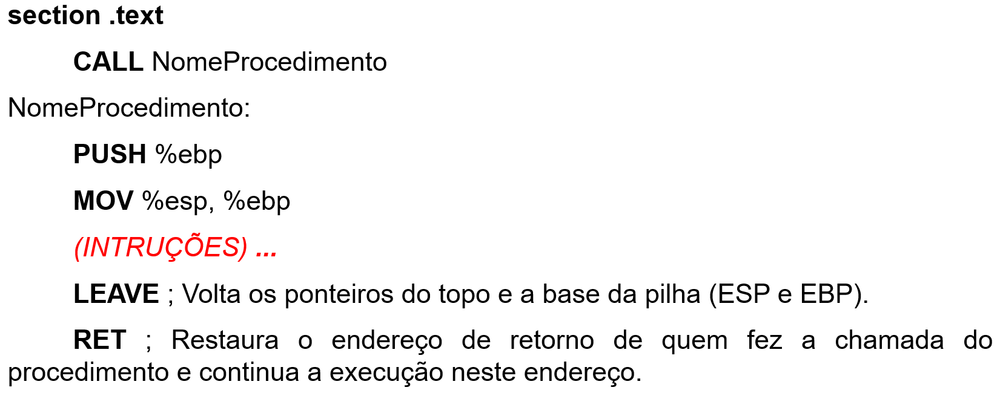 section .text
CALL NomeProcedimento
NomeProcedimento:
PUSH %ebp
MOV %esp, %ebp
(INTRUÇÕES) ...
LEAVE ; Volta os ponteiros do topo e a base da pilha (ESP e EBP).
RET ; Restaura o endereço de retorno de quem fez a chamada do
procedimento e continua a execução neste endereço.